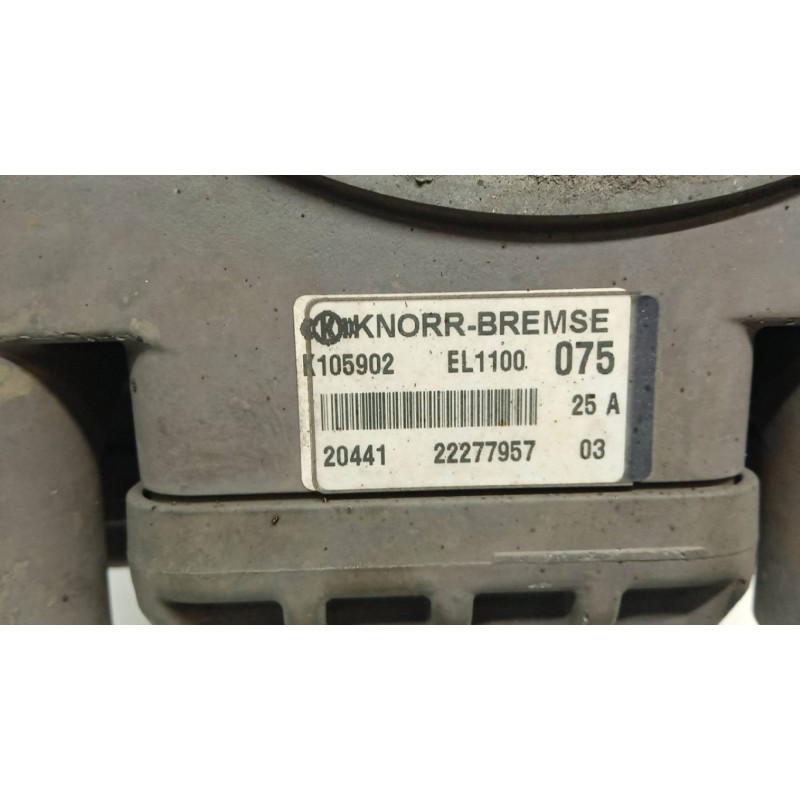 K KNORR-BREMSE
K105902 EL1100 075
25 A
20441 22277957 03